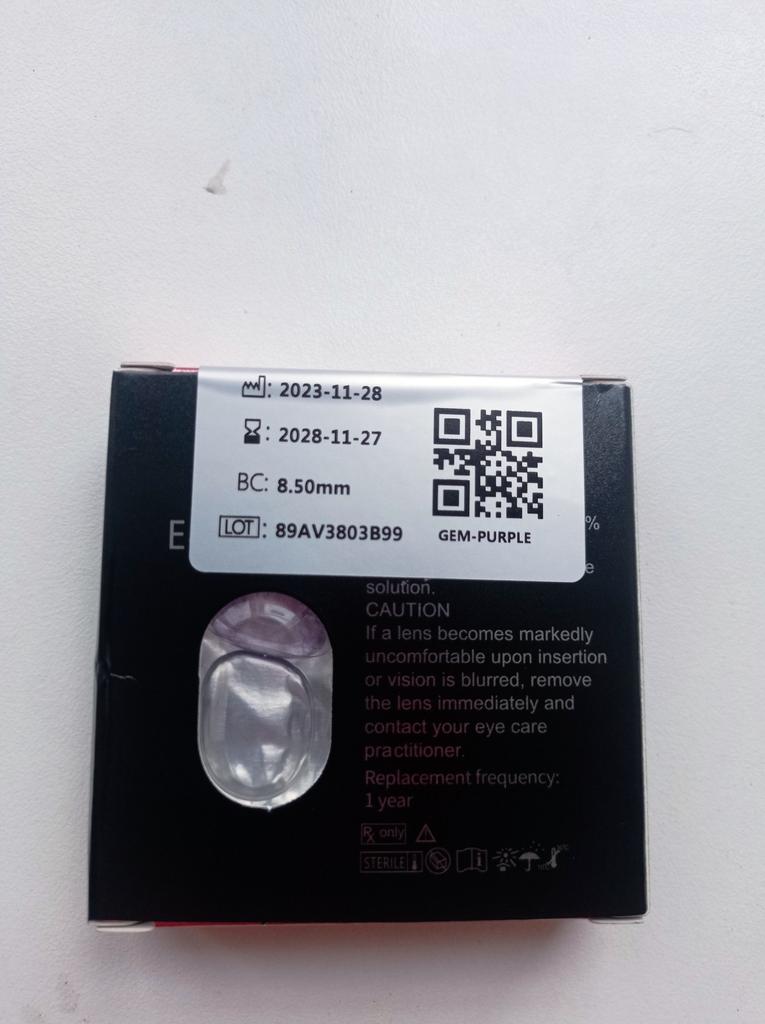 : 2023-11-28
: 2028-11-27
BC: 8.50mm
LOT: 89AV3803B99
GEM-PURPLE
E
%
e
solution.
CAUTION
If a lens becomes markedly
uncomfortable upon insertion
or vision is blurred, remove
the lens immediately and
contact your eye care
practitioner.
Replacement frequency:
1 year
Rx only
STERILE